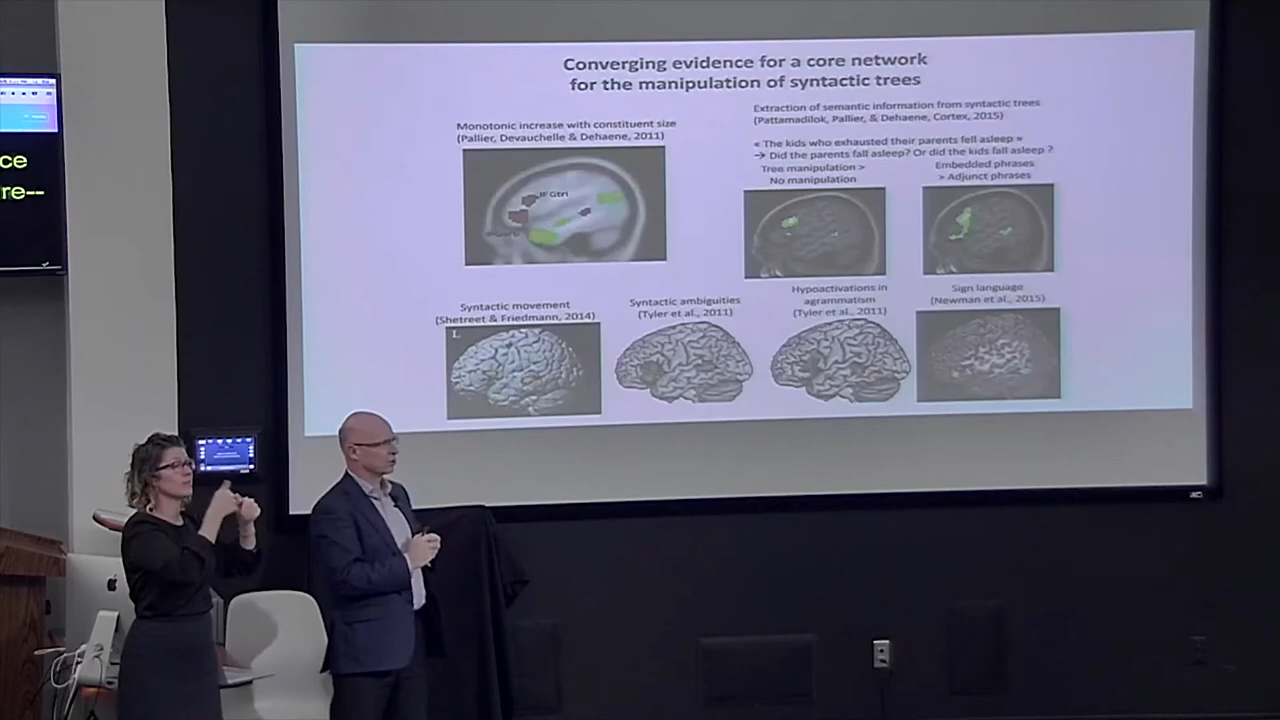 ce
re--
Converging evidence for a core network
for the manipulation of syntactic trees
Monotonic increase with constituent size
(Pallier, Devauchelle & Dehaene, 2011)
IFGtri
Extraction of semantic information from syntactic trees
(Pattamadilok, Pallier, & Dehaene, Cortex, 2015)
« The kids who exhausted their parents fell asleep »
→ Did the parents fall asleep? Or did the kids fall asleep ?
Tree manipulation >
No manipulation
Embedded phrases
> Adjunct phrases
Syntactic movement
(Shetreet & Friedmann, 2014)
L
Syntactic ambiguities
(Tyler et al., 2011)
Hypoactivations in
agrammatism
(Tyler et al., 2011)
Sign language
(Newman et al., 2015)